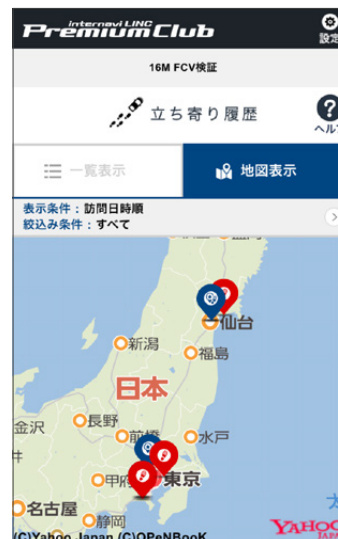 internavi LINC
Premium Club
設定
16M FCV検証
立ち寄り履歴
ヘルプ
一覧表示
地図表示
表示条件：訪問日時順
絞込み条件：すべて
仙台
新潟
福島
日本
長野
金沢
前橋
水戸
井
甲府
東京
名古屋
静岡
太
YAHOO!
JAPAN
(C)Yahoo Japan (C)OPeNBooK